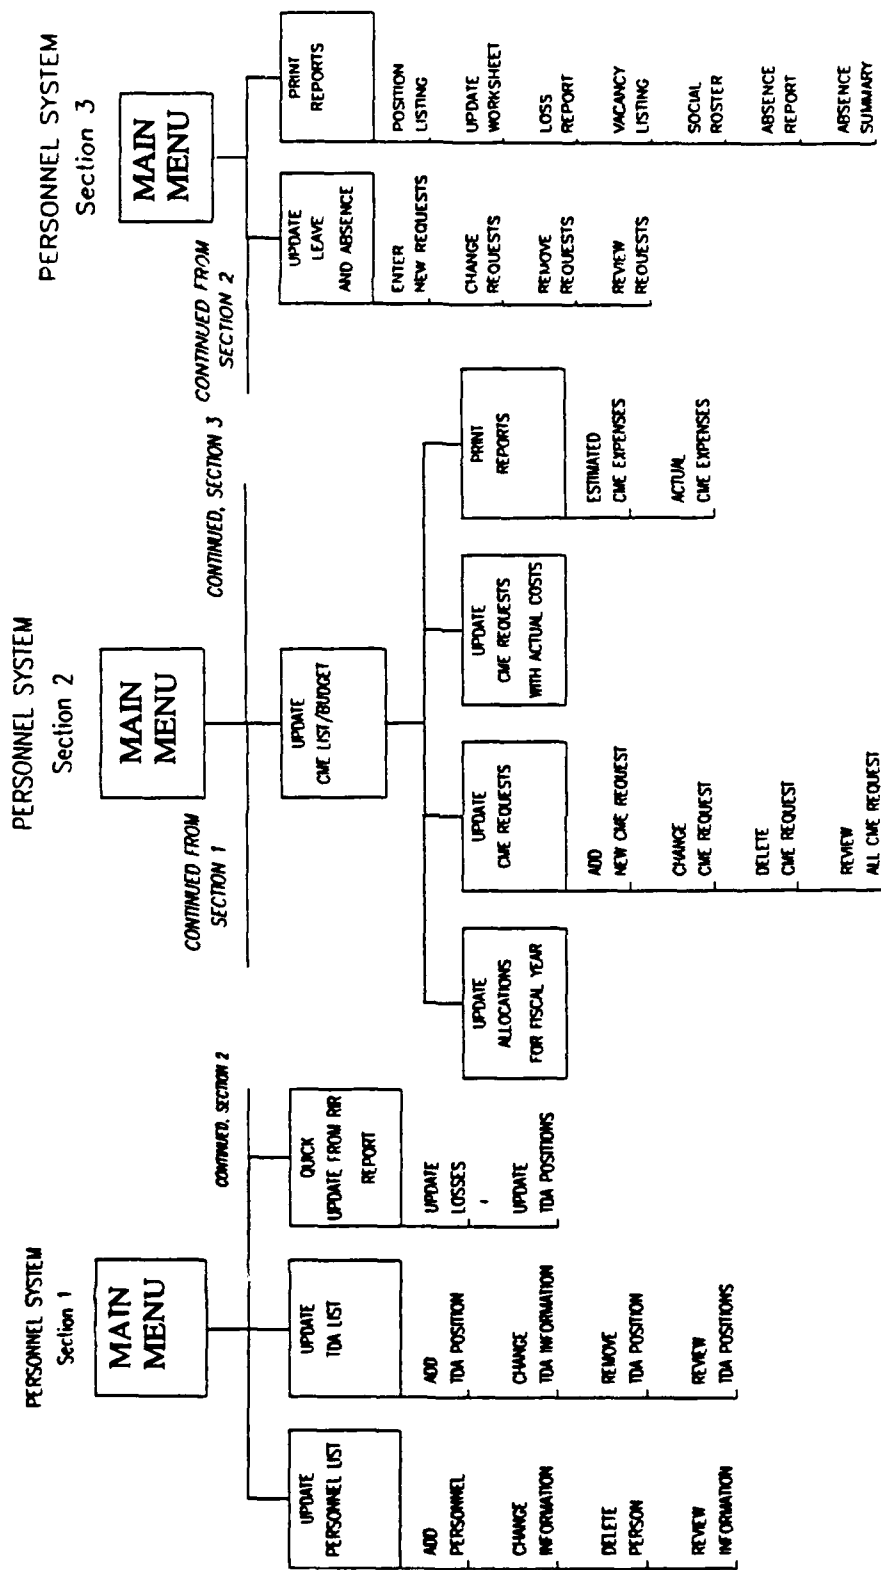 PERSONNEL SYSTEM
Section 1
MAIN
MENU
CONTINUED, SECTION 2
UPDATE
PERSONNEL LIST
ADD
PERSONNEL
CHANGE
INFORMATION
DELETE
PERSON
REVIEW
INFORMATION
UPDATE
TDA LIST
ADD
TDA POSITION
CHANGE
TDA INFORMATION
REMOVE
TDA POSITION
REVIEW
TDA POSITIONS
QUICK
UPDATE FROM RIR
REPORT
UPDATE
LOSSES
UPDATE
TDA POSITIONS
PERSONNEL SYSTEM
Section 2
MAIN
MENU
CONTINUED FROM
SECTION 1
CONTINUED, SECTION 3
UPDATE
CME LIST/BUDGET
UPDATE
ALLOCATIONS
FOR FISCAL YEAR
UPDATE
CME REQUESTS
ADD
NEW CME REQUEST
CHANGE
CME REQUEST
DELETE
CME REQUEST
REVIEW
ALL CME REQUEST
UPDATE
CME REQUESTS
WITH ACTUAL COSTS
PRINT
REPORTS
ESTIMATED
CME EXPENSES
ACTUAL
CME EXPENSES
PERSONNEL SYSTEM
Section 3
MAIN
MENU
CONTINUED FROM
SECTION 2
UPDATE
LEAVE
AND ABSENCE
ENTER
NEW REQUESTS
CHANGE
REQUESTS
REMOVE
REQUESTS
REVIEW
REQUESTS
PRINT
REPORTS
POSITION
LISTING
UPDATE
WORKSHEET
LOSS
REPORT
VACANCY
LISTING
SOCIAL
ROSTER
ABSENCE
REPORT
ABSENCE
SUMMARY